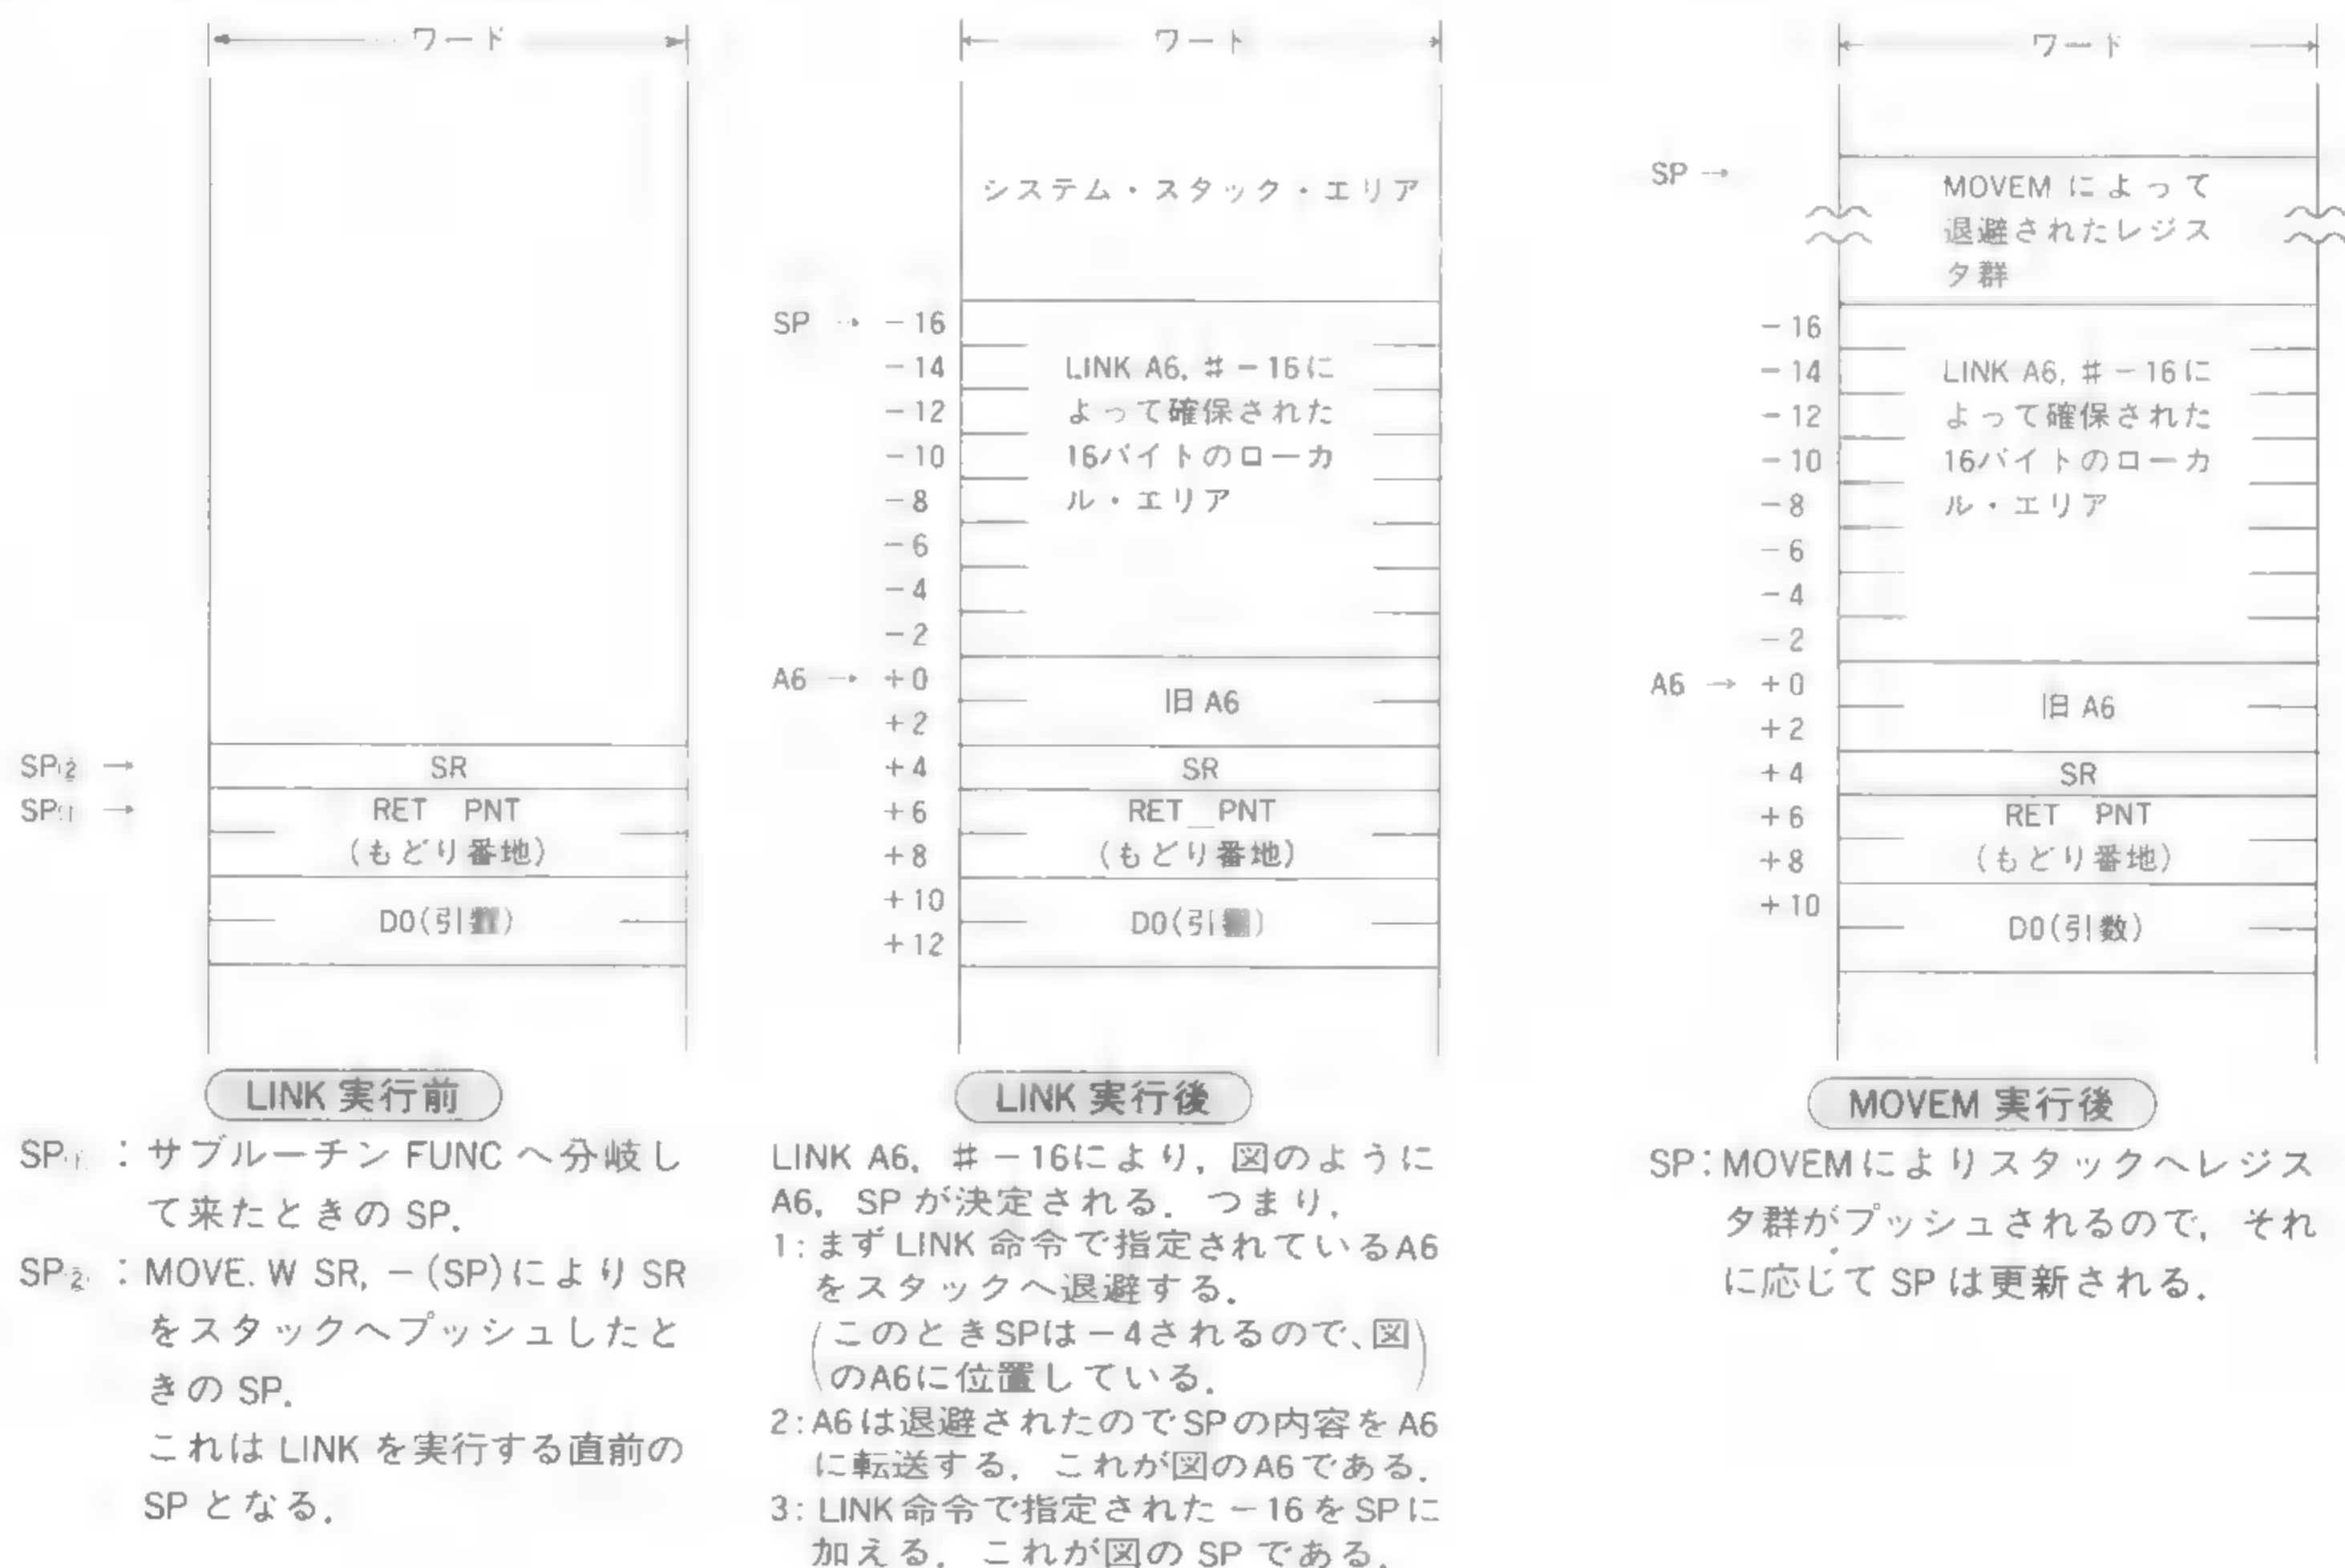 ワード
SP② →
SP① →
SR
RET PNT
(もどり番地)
D0(引数)
LINK 実行前
SP① : サブルーチン FUNC へ分岐し
て来たときの SP.
SP② : MOVE.W SR, −(SP)により SR
をスタックへプッシュしたと
きの SP.
これは LINK を実行する直前の
SP となる.
ワード
システム・スタック・エリア
SP → −16
−14
−12
−10
−8
−6
−4
−2
A6 → +0
+2
+4
+6
+8
+10
+12
LINK A6, #−16に
よって確保された
16バイトのローカ
ル・エリア
旧 A6
SR
RET_PNT
(もどり番地)
D0(引数)
LINK 実行後
LINK A6, #−16により, 図のように
A6, SP が決定される. つまり,
1:まず LINK 命令で指定されているA6
をスタックへ退避する.
(このときSPは−4されるので、図
のA6に位置している.)
2:A6は退避されたのでSPの内容を A6
に転送する. これが図のA6である.
3:LINK 命令で指定された −16 を SP に
加える. これが図の SP である.
ワード
SP →
MOVEM によって
退避されたレジス
タ群
−16
−14
−12
−10
−8
−6
−4
−2
A6 → +0
+2
+4
+6
+8
+10
LINK A6, #−16に
よって確保された
16バイトのローカ
ル・エリア
旧 A6
SR
RET PNT
(もどり番地)
D0(引数)
MOVEM 実行後
SP:MOVEMによりスタックへレジス
タ群がプッシュされるので, それ
に応じて SP は更新される.